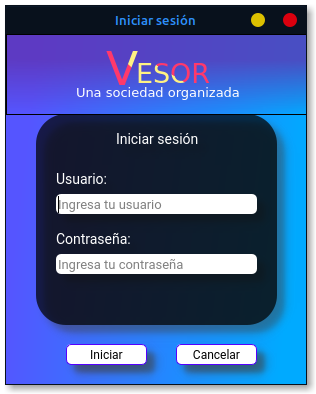 Iniciar sesión
VESOR
Una sociedad organizada
Iniciar sesión
Usuario:
Ingresa tu usuario
Contraseña:
Ingresa tu contraseña
Iniciar
Cancelar